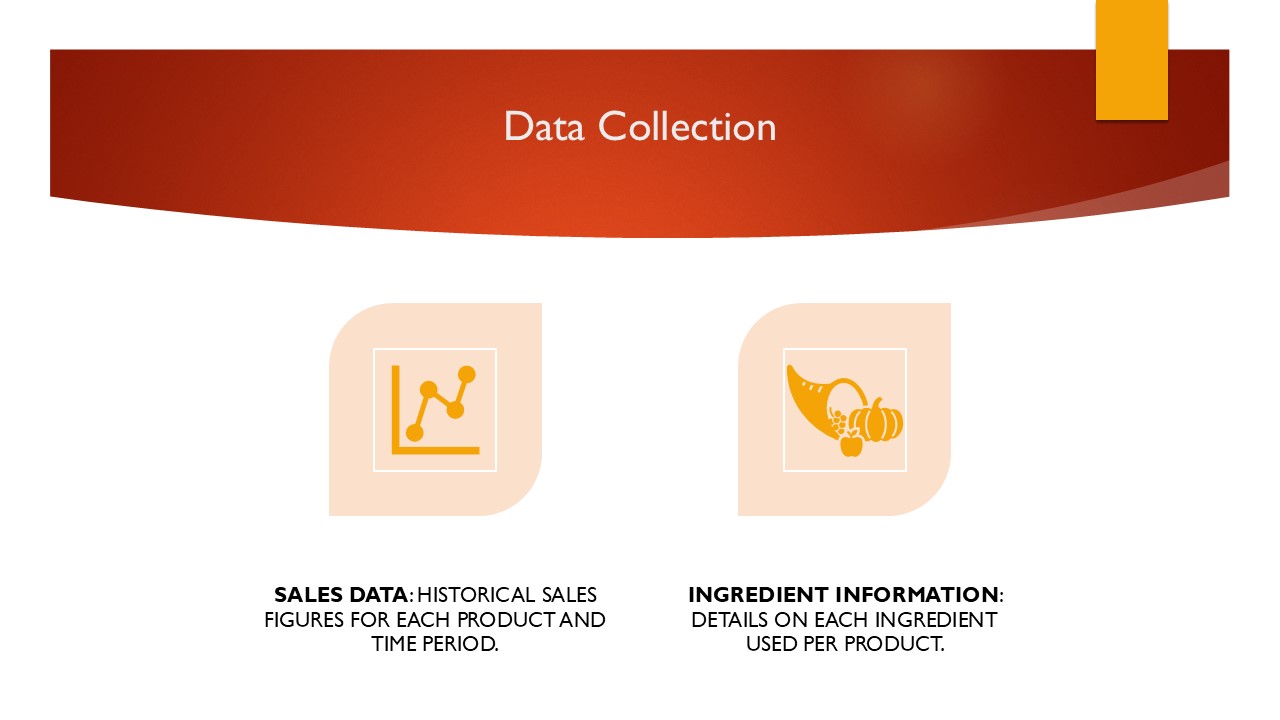 Data Collection
SALES DATA: HISTORICAL SALES
FIGURES FOR EACH PRODUCT AND
TIME PERIOD.
INGREDIENT INFORMATION:
DETAILS ON EACH INGREDIENT
USED PER PRODUCT.